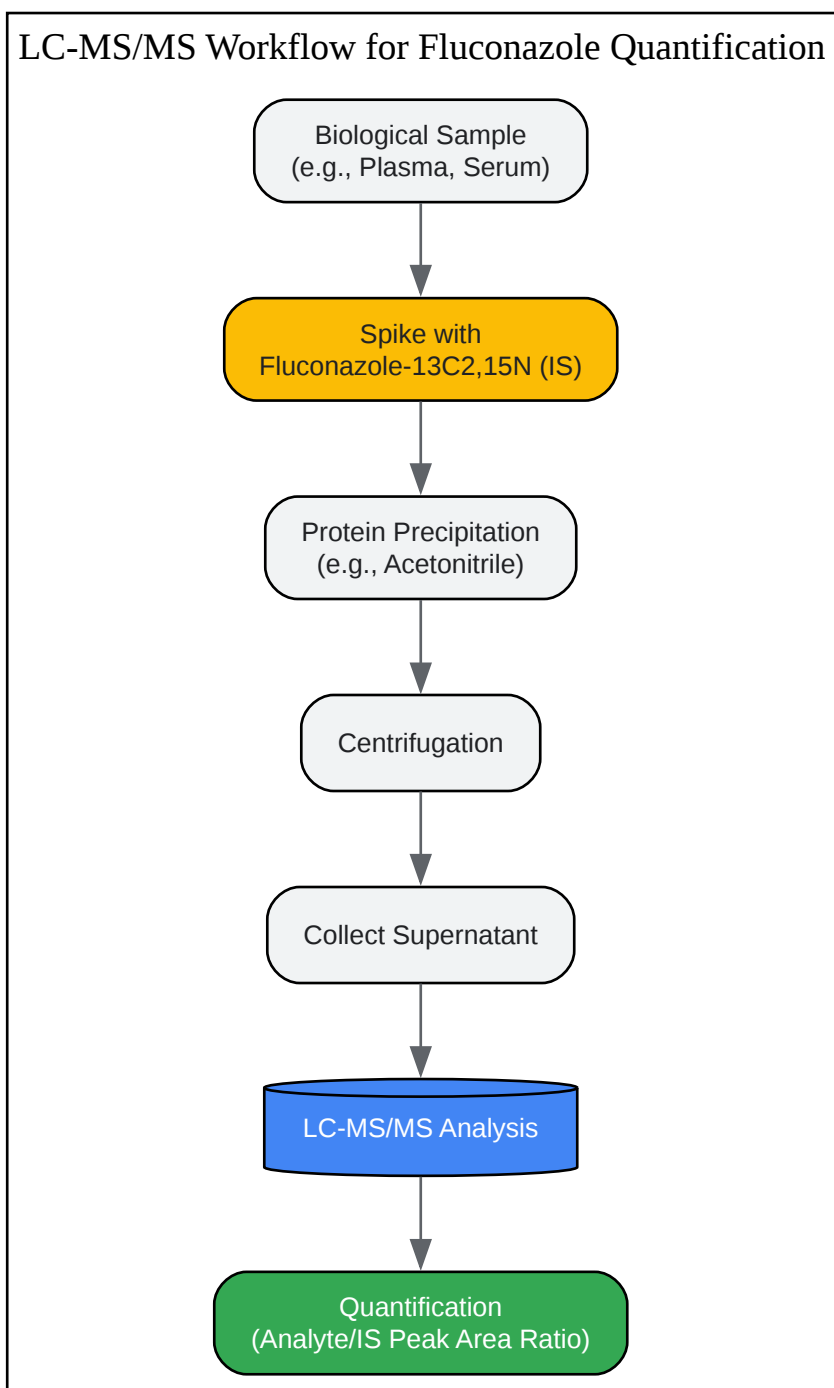 LC-MS/MS Workflow for Fluconazole Quantification
Biological Sample
(e.g., Plasma, Serum)
Spike with
Fluconazole-13C2,15N (IS)
Protein Precipitation
(e.g., Acetonitrile)
Centrifugation
Collect Supernatant
LC-MS/MS Analysis
Quantification
(Analyte/IS Peak Area Ratio)